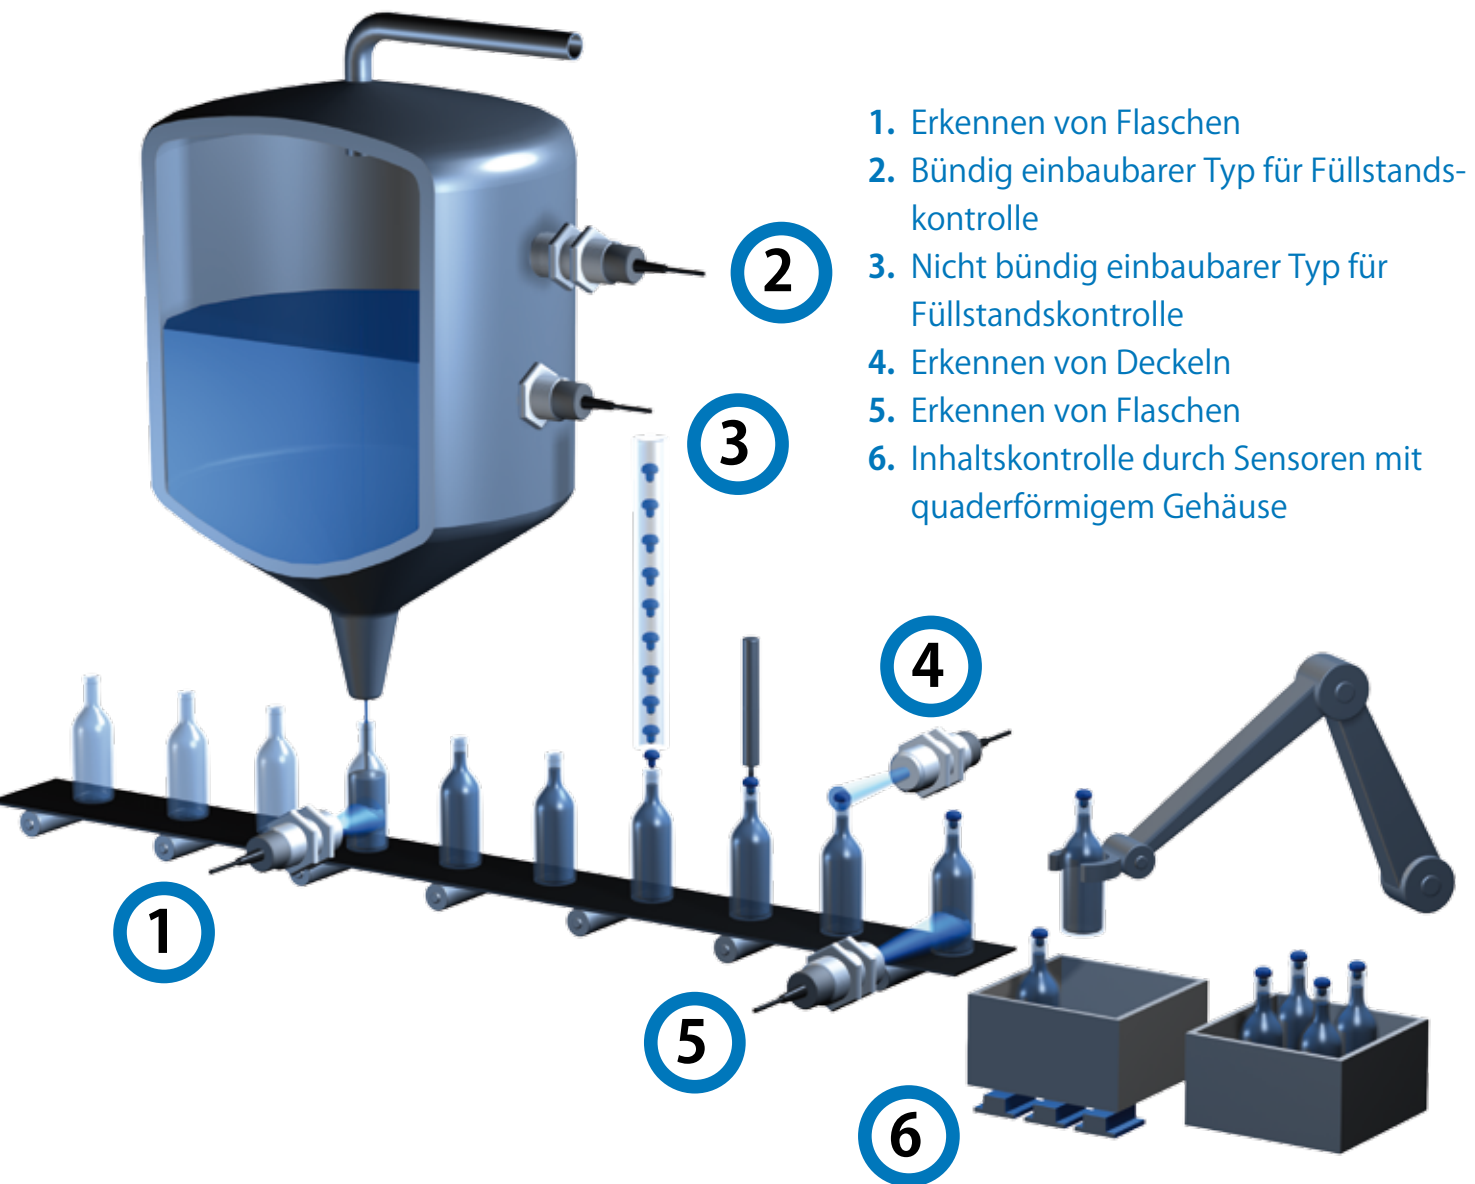 1. Erkennen von Flaschen
2. Bündig einbaubarer Typ für Füllstands-
kontrolle
3. Nicht bündig einbaubarer Typ für
Füllstandskontrolle
4. Erkennen von Deckeln
5. Erkennen von Flaschen
6. Inhaltskontrolle durch Sensoren mit
quaderförmigem Gehäuse
2
3
4
1
5
6